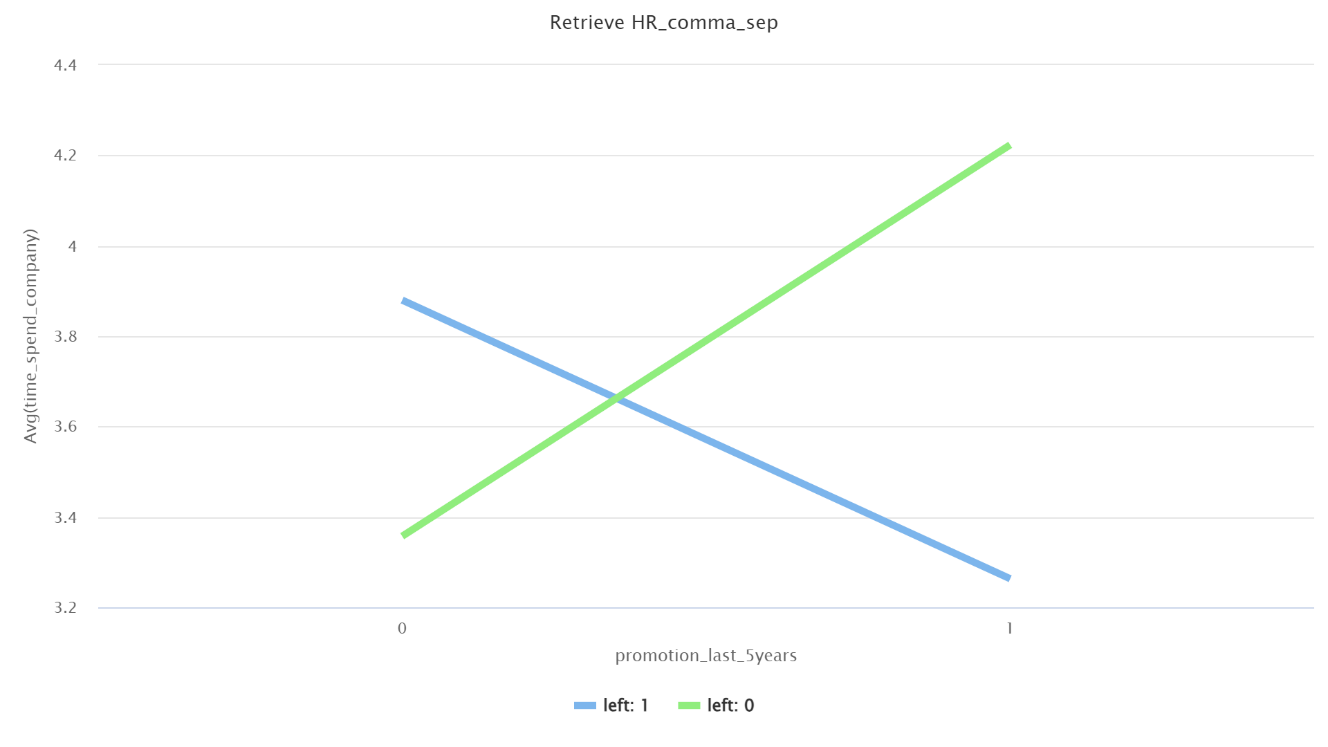 Retrieve HR_comma_sep
4.4
4.2
4
3.8
3.6
3.4
3.2
Avg(time_spend_company)
0 1
promotion_last_5years
left: 1 left: 0